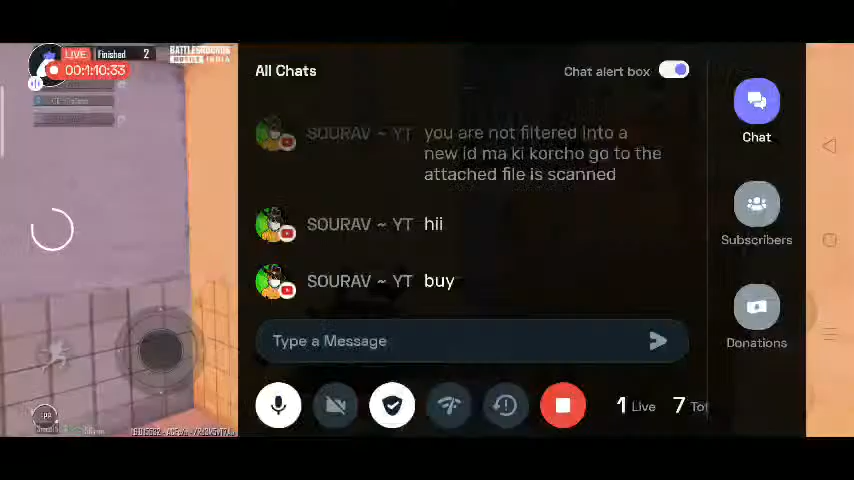 LIVE
Finished 2
BATTLEGROUNDS
MOBILE INDIA
00:1:10:33
All Chats
Chat alert box
SOURAV ~ YT you are not filtered into a
new id ma ki korcho go to the
attached file is scanned
SOURAV ~ YT hii
SOURAV ~ YT buy
Type a Message
1 Live 7 Tot
Chat
Subscribers
Donations